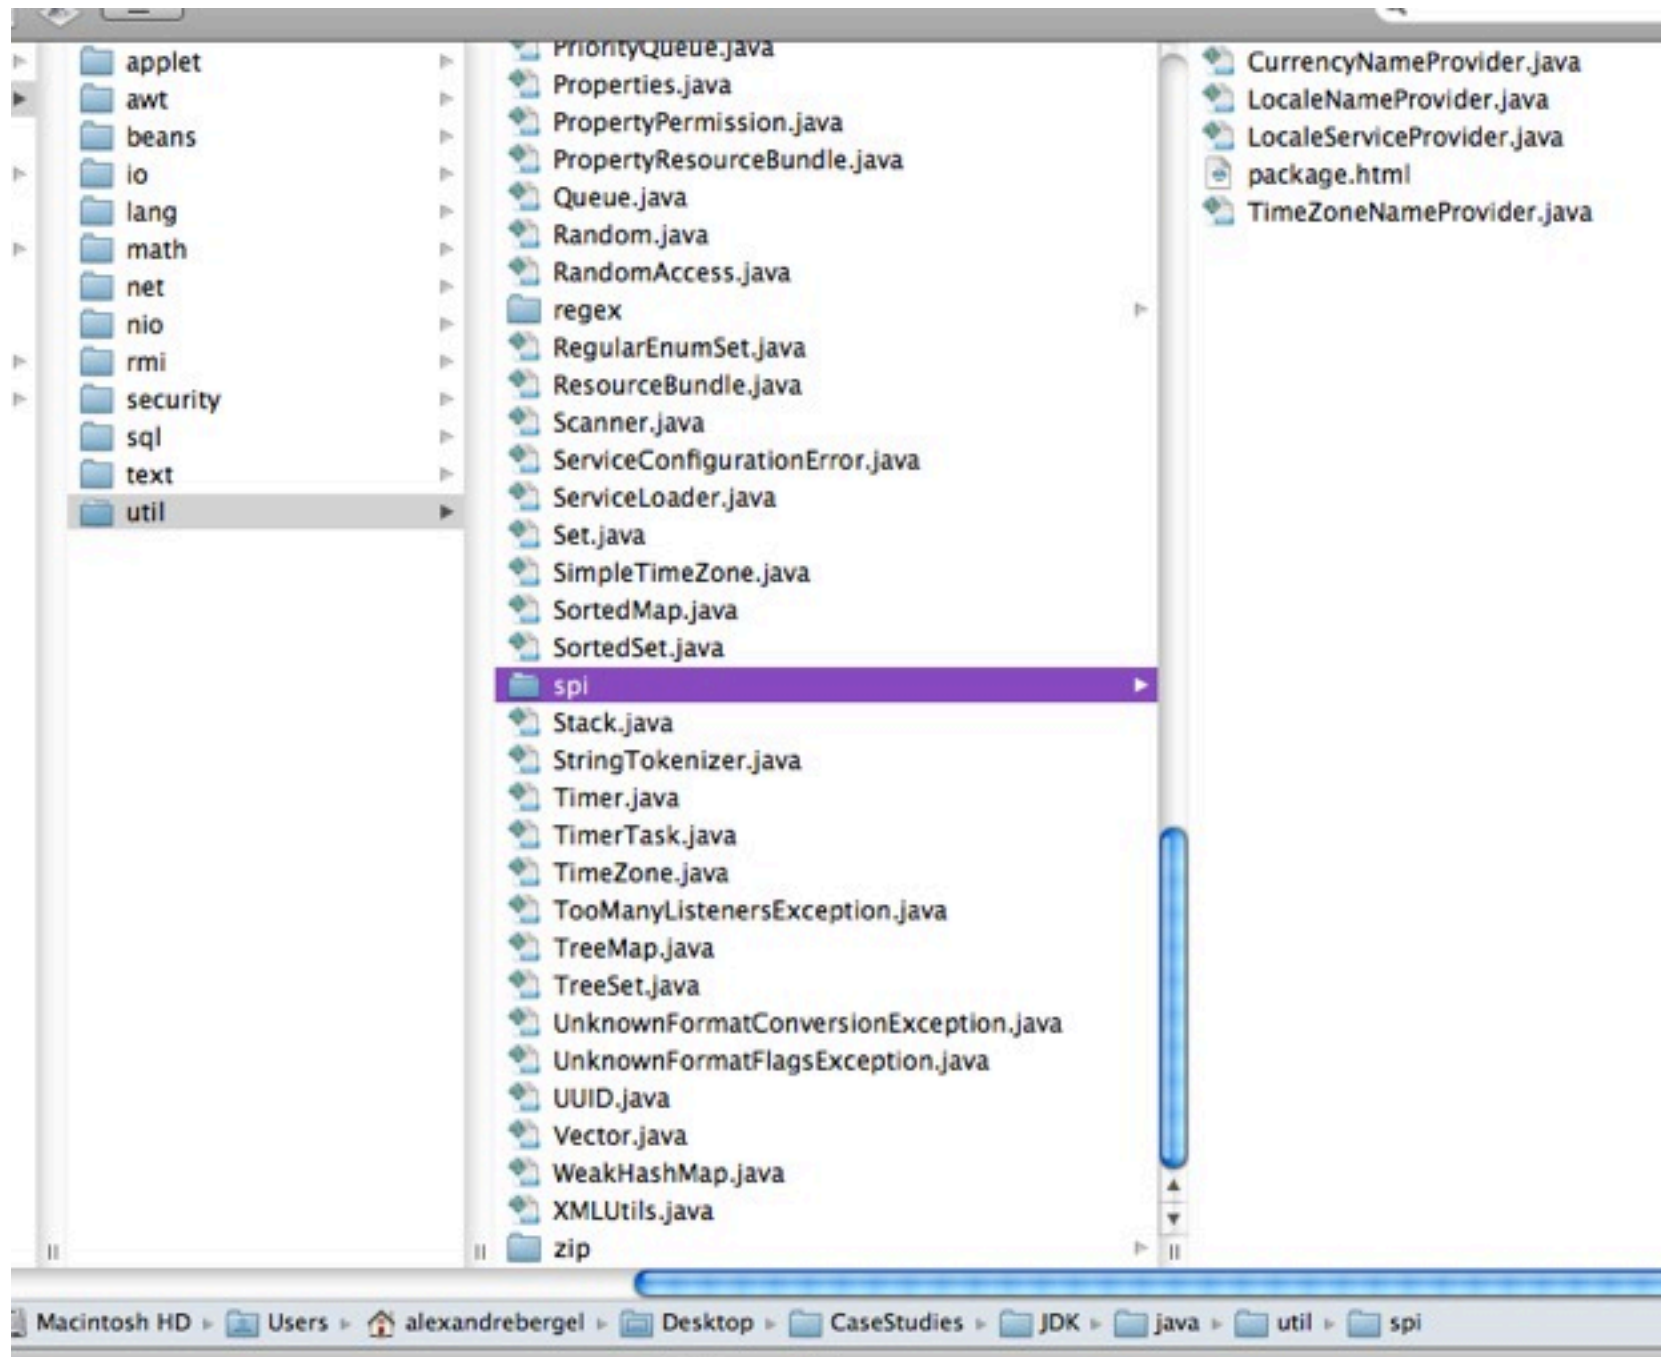 applet
awt
beans
io
lang
math
net
nio
rmi
security
sql
text
util
PriorityQueue.java
Properties.java
PropertyPermission.java
PropertyResourceBundle.java
Queue.java
Random.java
RandomAccess.java
regex
RegularEnumSet.java
ResourceBundle.java
Scanner.java
ServiceConfigurationError.java
ServiceLoader.java
Set.java
SimpleTimeZone.java
SortedMap.java
SortedSet.java
spi
Stack.java
StringTokenizer.java
Timer.java
TimerTask.java
TimeZone.java
TooManyListenersException.java
TreeMap.java
TreeSet.java
UnknownFormatConversionException.java
UnknownFormatFlagsException.java
UUID.java
Vector.java
WeakHashMap.java
XMLUtils.java
zip
CurrencyNameProvider.java
LocaleNameProvider.java
LocaleServiceProvider.java
package.html
TimeZoneNameProvider.java
Macintosh HD Users alexandrebergel Desktop CaseStudies JDK java util spi